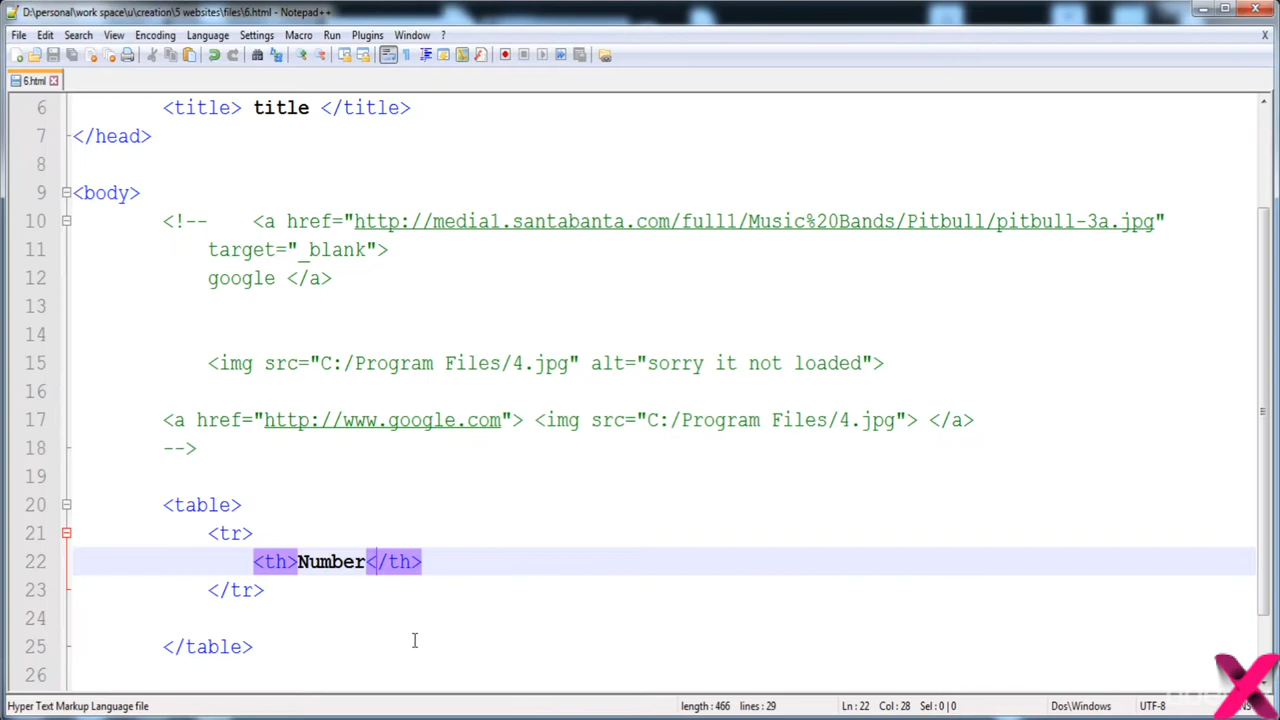 D:\personal\work space\u\creation\5 websites\files\6.html - Notepad++
File Edit Search View Encoding Language Settings Macro Run Plugins Window ? X
6.html
6 <title> title </title>
7 </head>
8
9 <body>
10 <!-- <a href="http://media1.santabanta.com/full1/Music%20Bands/Pitbull/pitbull-3a.jpg"
11 target="_blank">
12 google </a>
13
14
15 <img src="C:/Program Files/4.jpg" alt="sorry it not loaded">
16
17 <a href="http://www.google.com"> <img src="C:/Program Files/4.jpg"> </a>
18 -->
19
20 <table>
21 <tr>
22 <th>Number</th>
23 </tr>
24
25 </table>
26
Hyper Text Markup Language file length: 466 lines: 29 Ln: 22 Col: 28 Sel: 0 | 0 Dos\Windows UTF-8